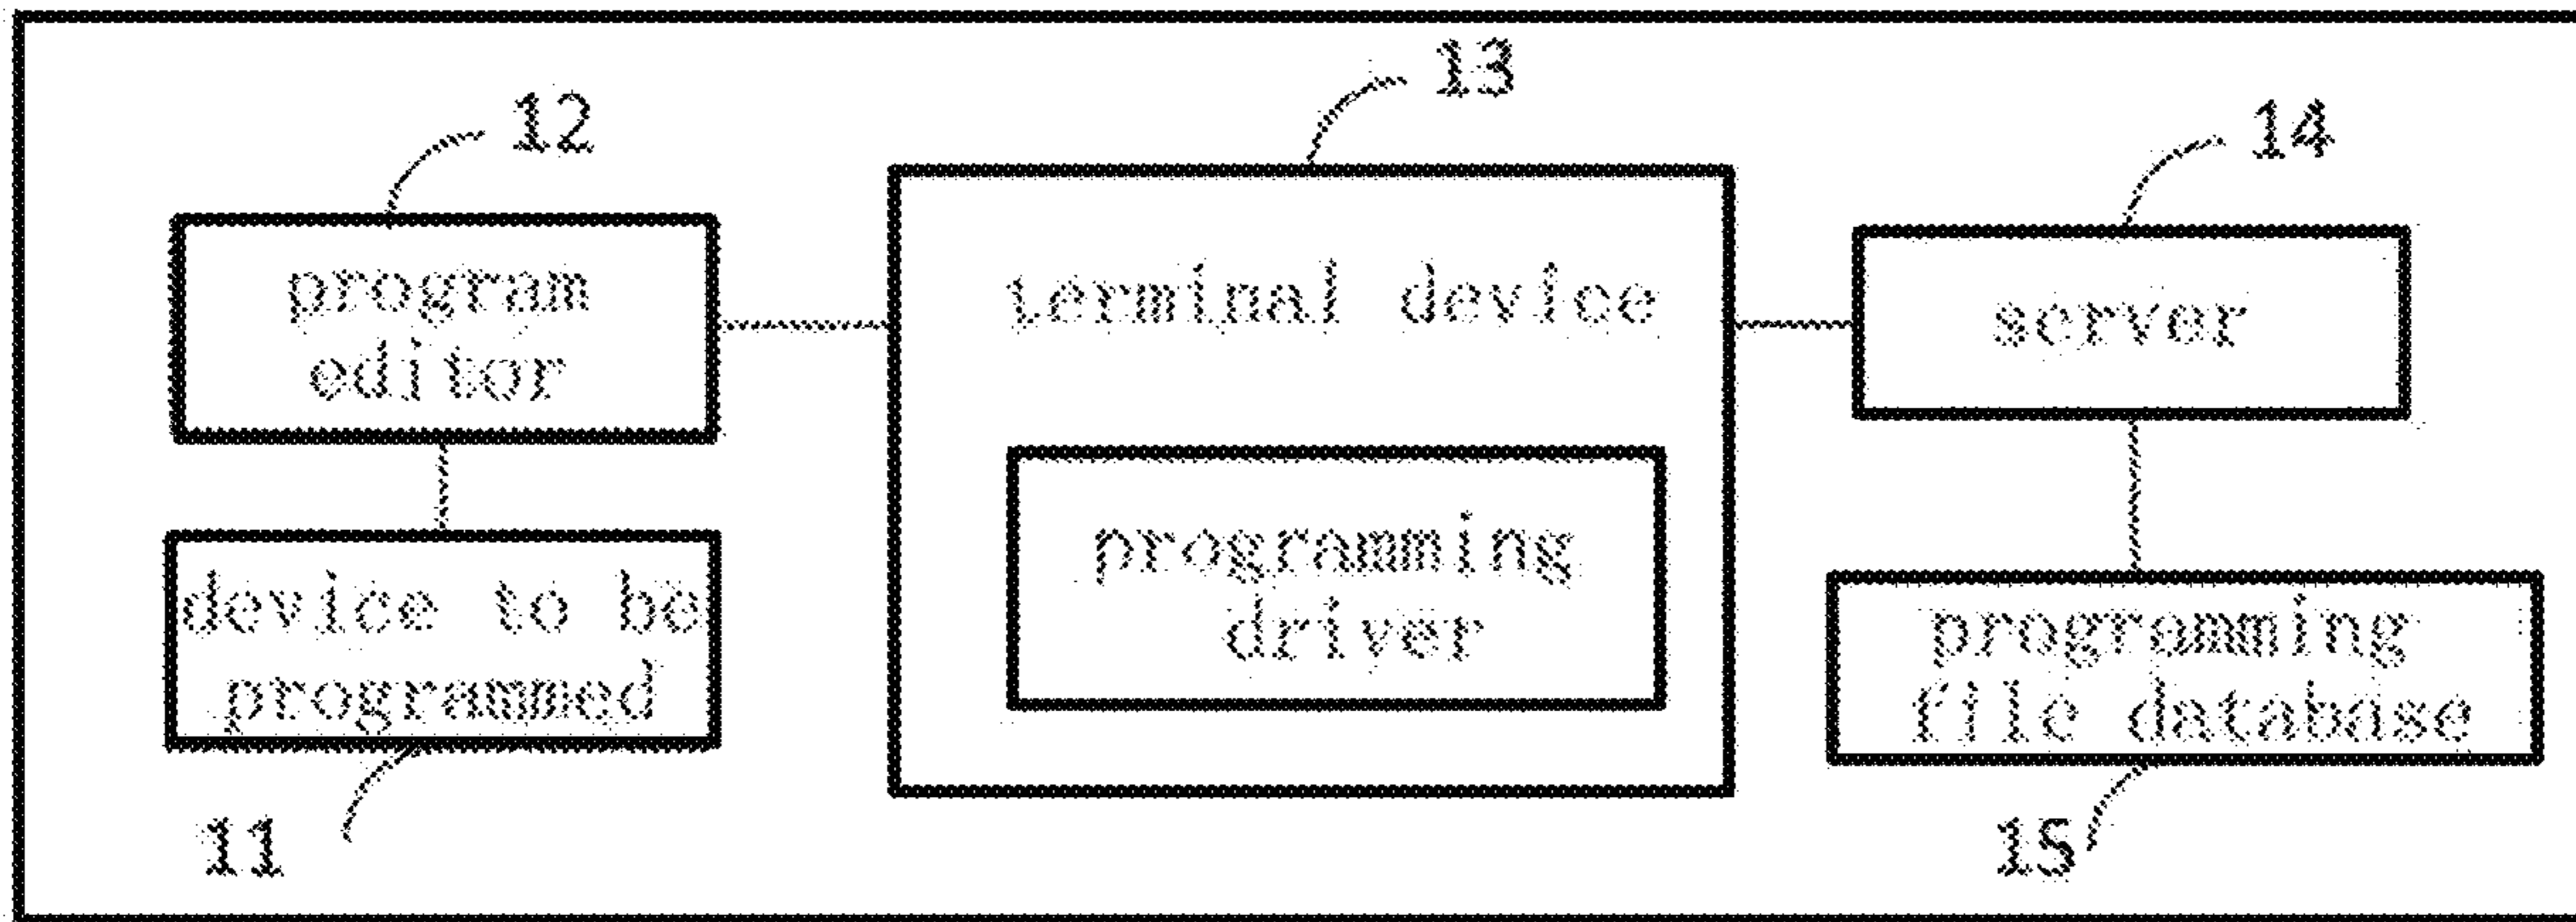 13
12
14
program
editor
terminal device
server
programming
driver
device to be
programmed
programming
file database
11
15